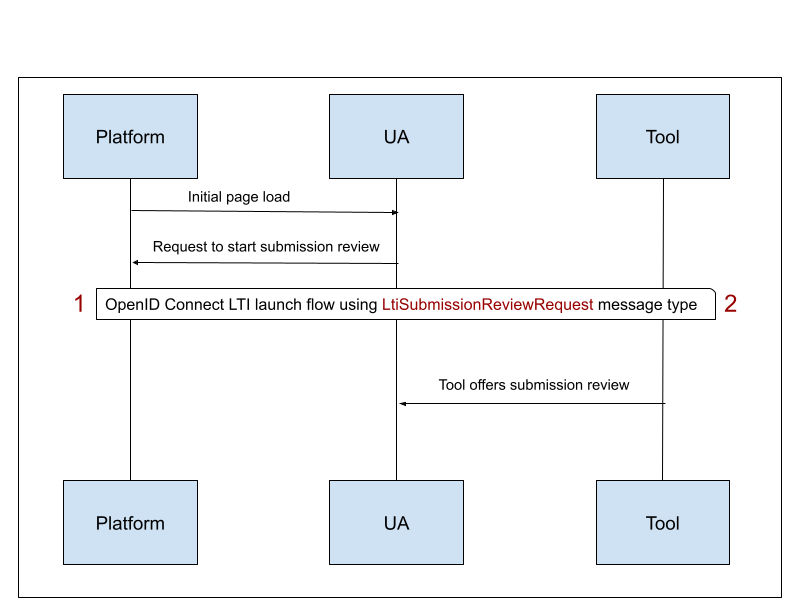 Platform
UA
Tool
Initial page load
Request to start submission review
1
OpenID Connect LTI launch flow using LtiSubmissionReviewRequest message type
2
Tool offers submission review
Platform
UA
Tool